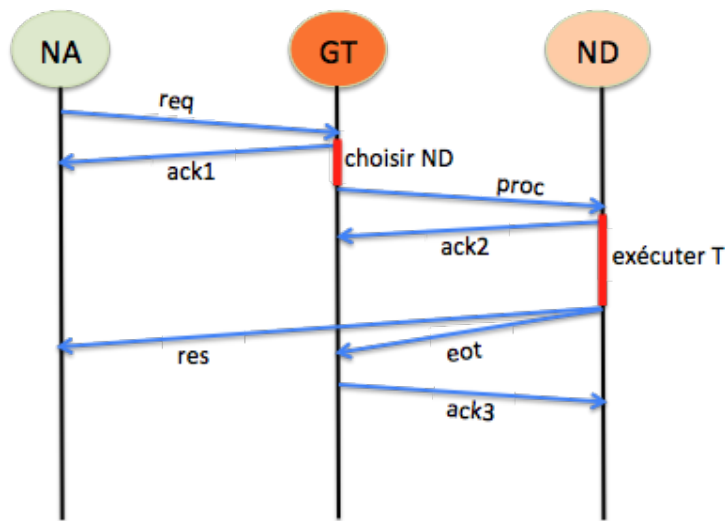 NA
GT
ND
req
ack1
choisir ND
proc
ack2
exécuter T
res
eot
ack3